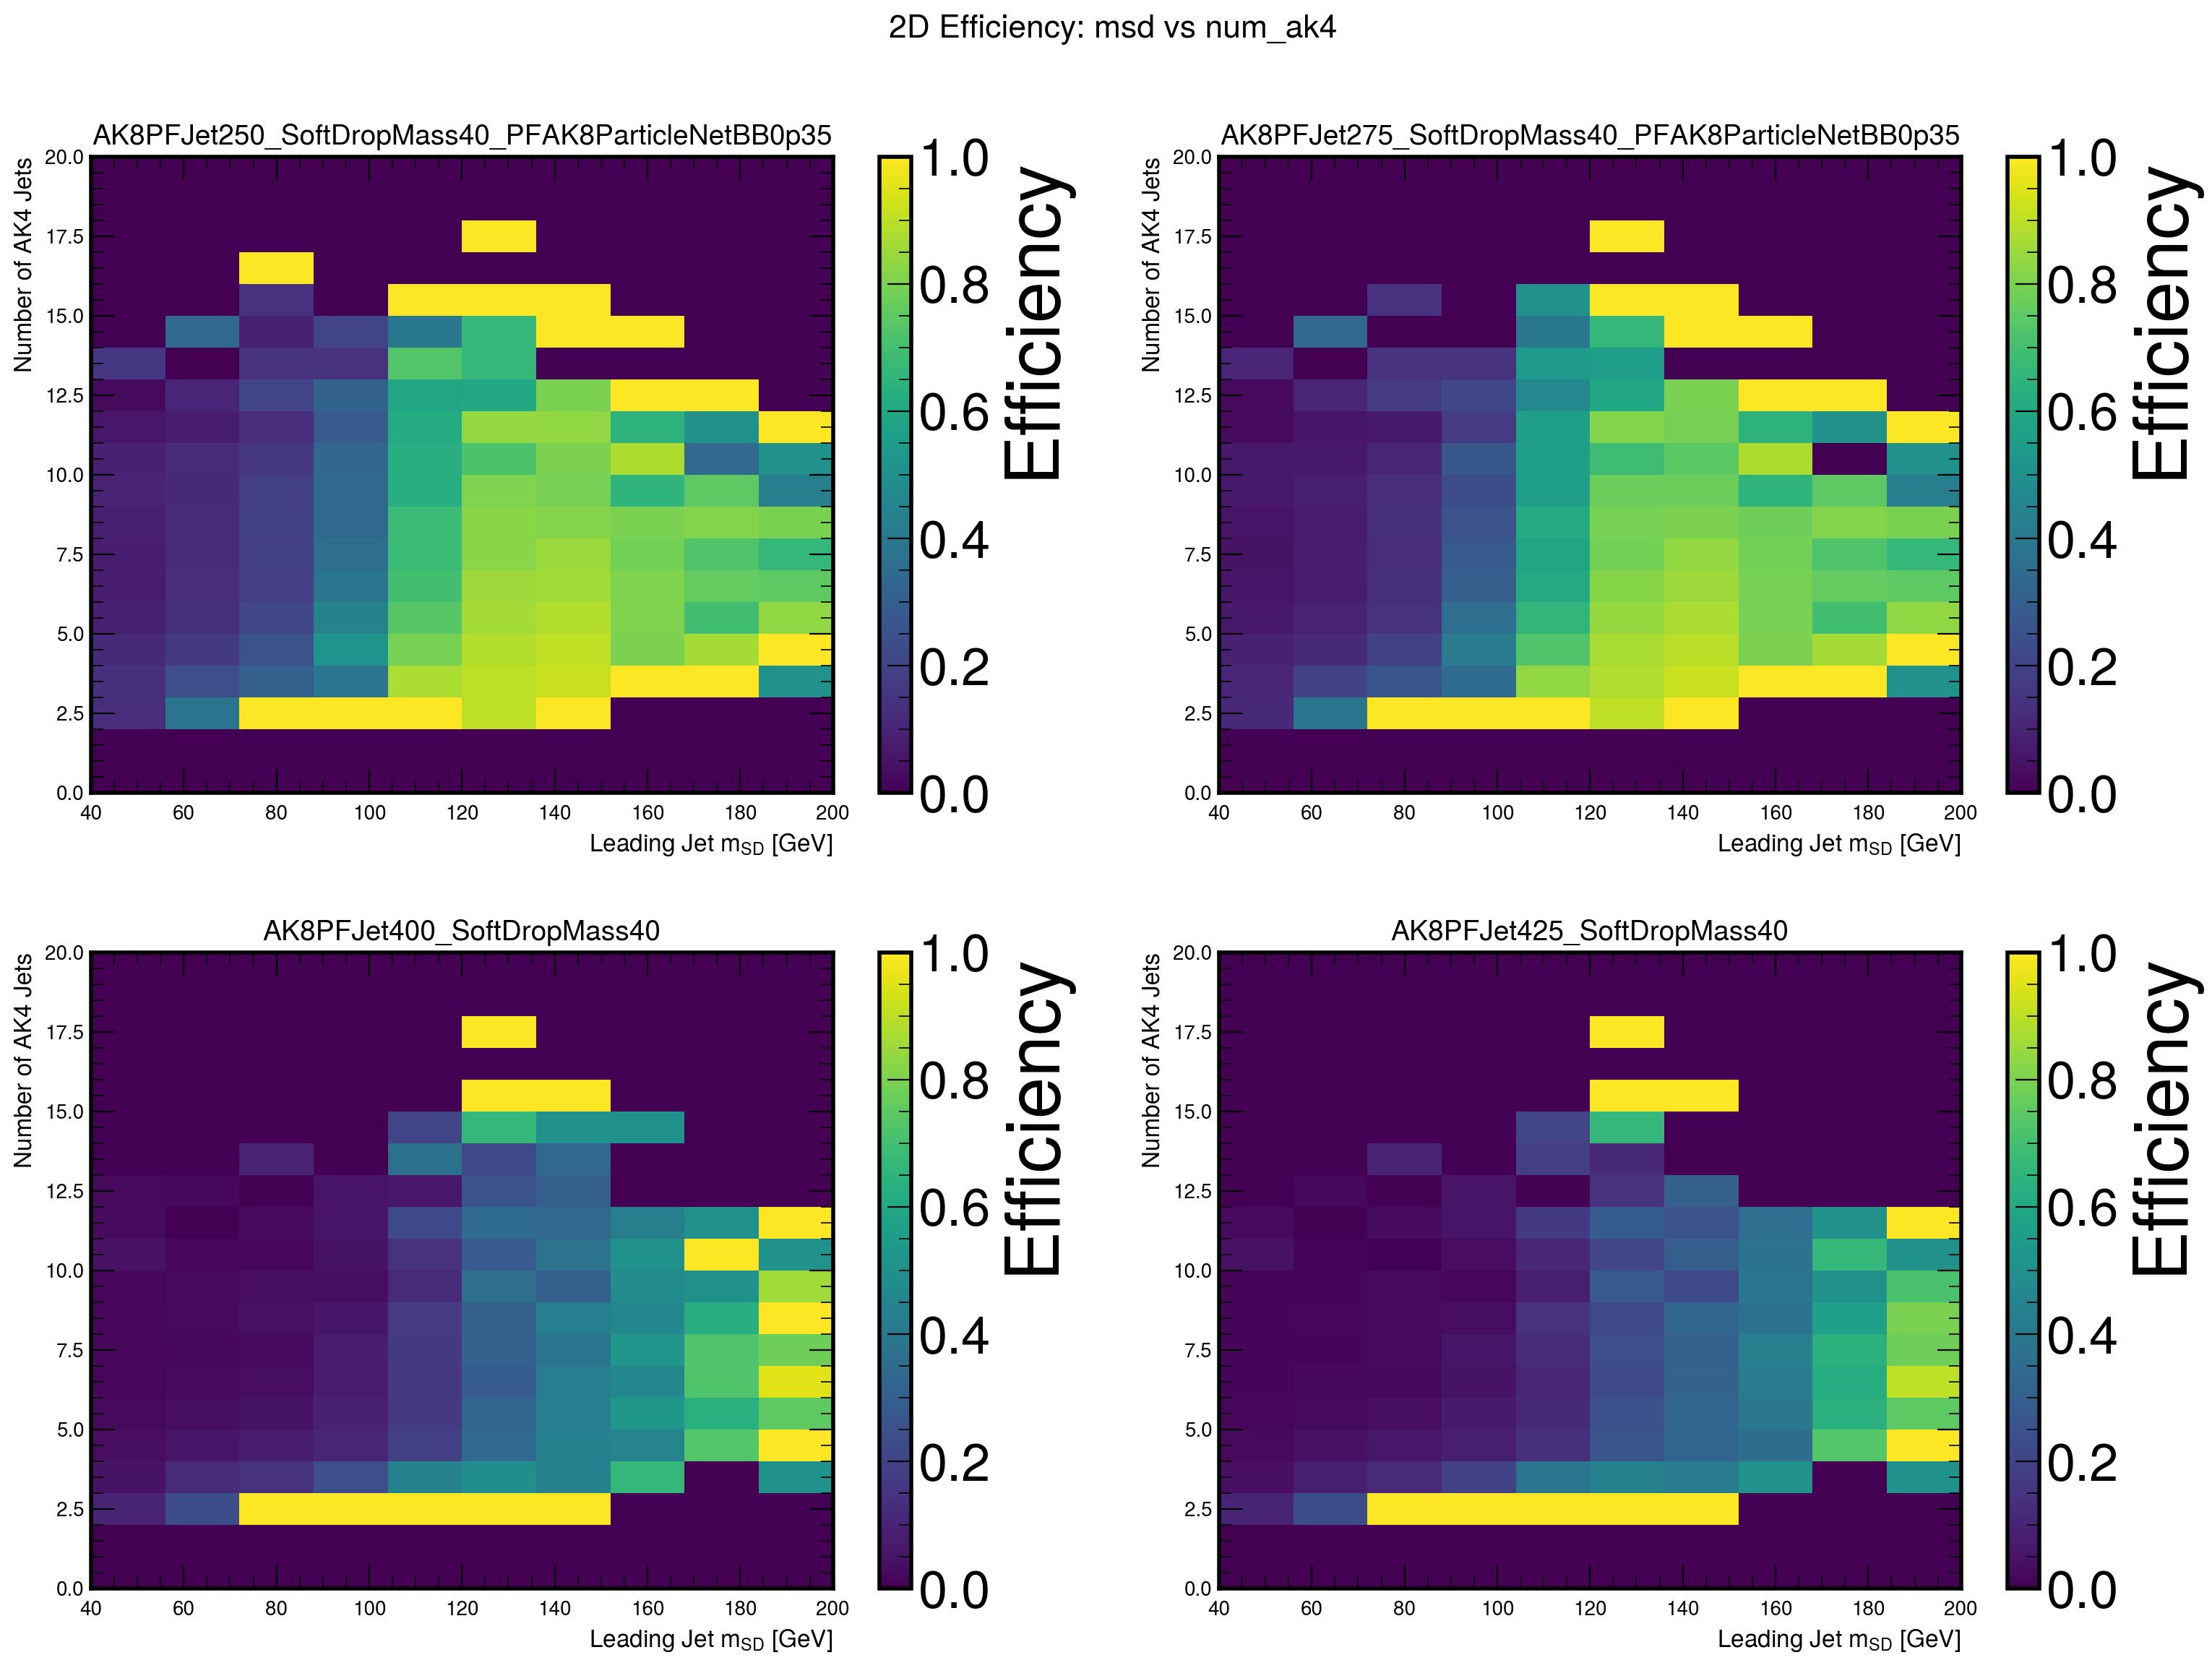 2D Efficiency: msd vs num_ak4
AK8PFJet250_SoftDropMass40_PFAK8ParticleNetBB0p35
Number of AK4 Jets
20.0
17.5
15.0
12.5
10.0
7.5
5.0
2.5
0.0
40 60 80 100 120 140 160 180 200
Leading Jet mSD [GeV]
1.0
0.8
0.6
0.4
0.2
0.0
Efficiency
AK8PFJet275_SoftDropMass40_PFAK8ParticleNetBB0p35
Number of AK4 Jets
20.0
17.5
15.0
12.5
10.0
7.5
5.0
2.5
0.0
40 60 80 100 120 140 160 180 200
Leading Jet mSD [GeV]
1.0
0.8
0.6
0.4
0.2
0.0
Efficiency
AK8PFJet400_SoftDropMass40
Number of AK4 Jets
20.0
17.5
15.0
12.5
10.0
7.5
5.0
2.5
0.0
40 60 80 100 120 140 160 180 200
Leading Jet mSD [GeV]
1.0
0.8
0.6
0.4
0.2
0.0
Efficiency
AK8PFJet425_SoftDropMass40
Number of AK4 Jets
20.0
17.5
15.0
12.5
10.0
7.5
5.0
2.5
0.0
40 60 80 100 120 140 160 180 200
Leading Jet mSD [GeV]
1.0
0.8
0.6
0.4
0.2
0.0
Efficiency